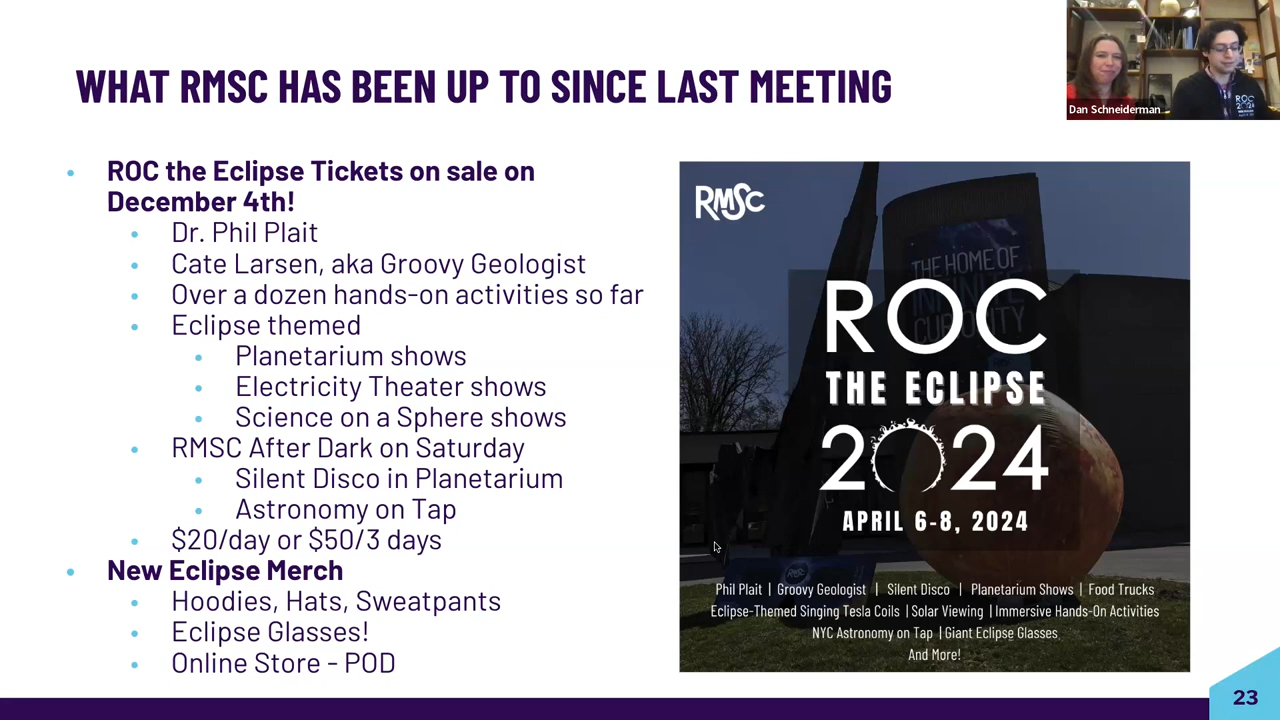 WHAT RMSC HAS BEEN UP TO SINCE LAST MEETING
Dan Schneiderman
ROC
2024
• ROC the Eclipse Tickets on sale on
December 4th!
• Dr. Phil Plait
• Cate Larsen, aka Groovy Geologist
• Over a dozen hands-on activities so far
• Eclipse themed
• Planetarium shows
• Electricity Theater shows
• Science on a Sphere shows
• RMSC After Dark on Saturday
• Silent Disco in Planetarium
• Astronomy on Tap
• $20/day or $50/3 days
• New Eclipse Merch
• Hoodies, Hats, Sweatpants
• Eclipse Glasses!
• Online Store - POD
RMSC
THE HOME OF
INFINITE
CURIOSITY
ROC
THE ECLIPSE
2024
APRIL 6-8, 2024
RMSC
Phil Plait | Groovy Geologist | Silent Disco | Planetarium Shows | Food Trucks
Eclipse-Themed Singing Tesla Coils | Solar Viewing | Immersive Hands-On Activities
NYC Astronomy on Tap | Giant Eclipse Glasses
And More!
23